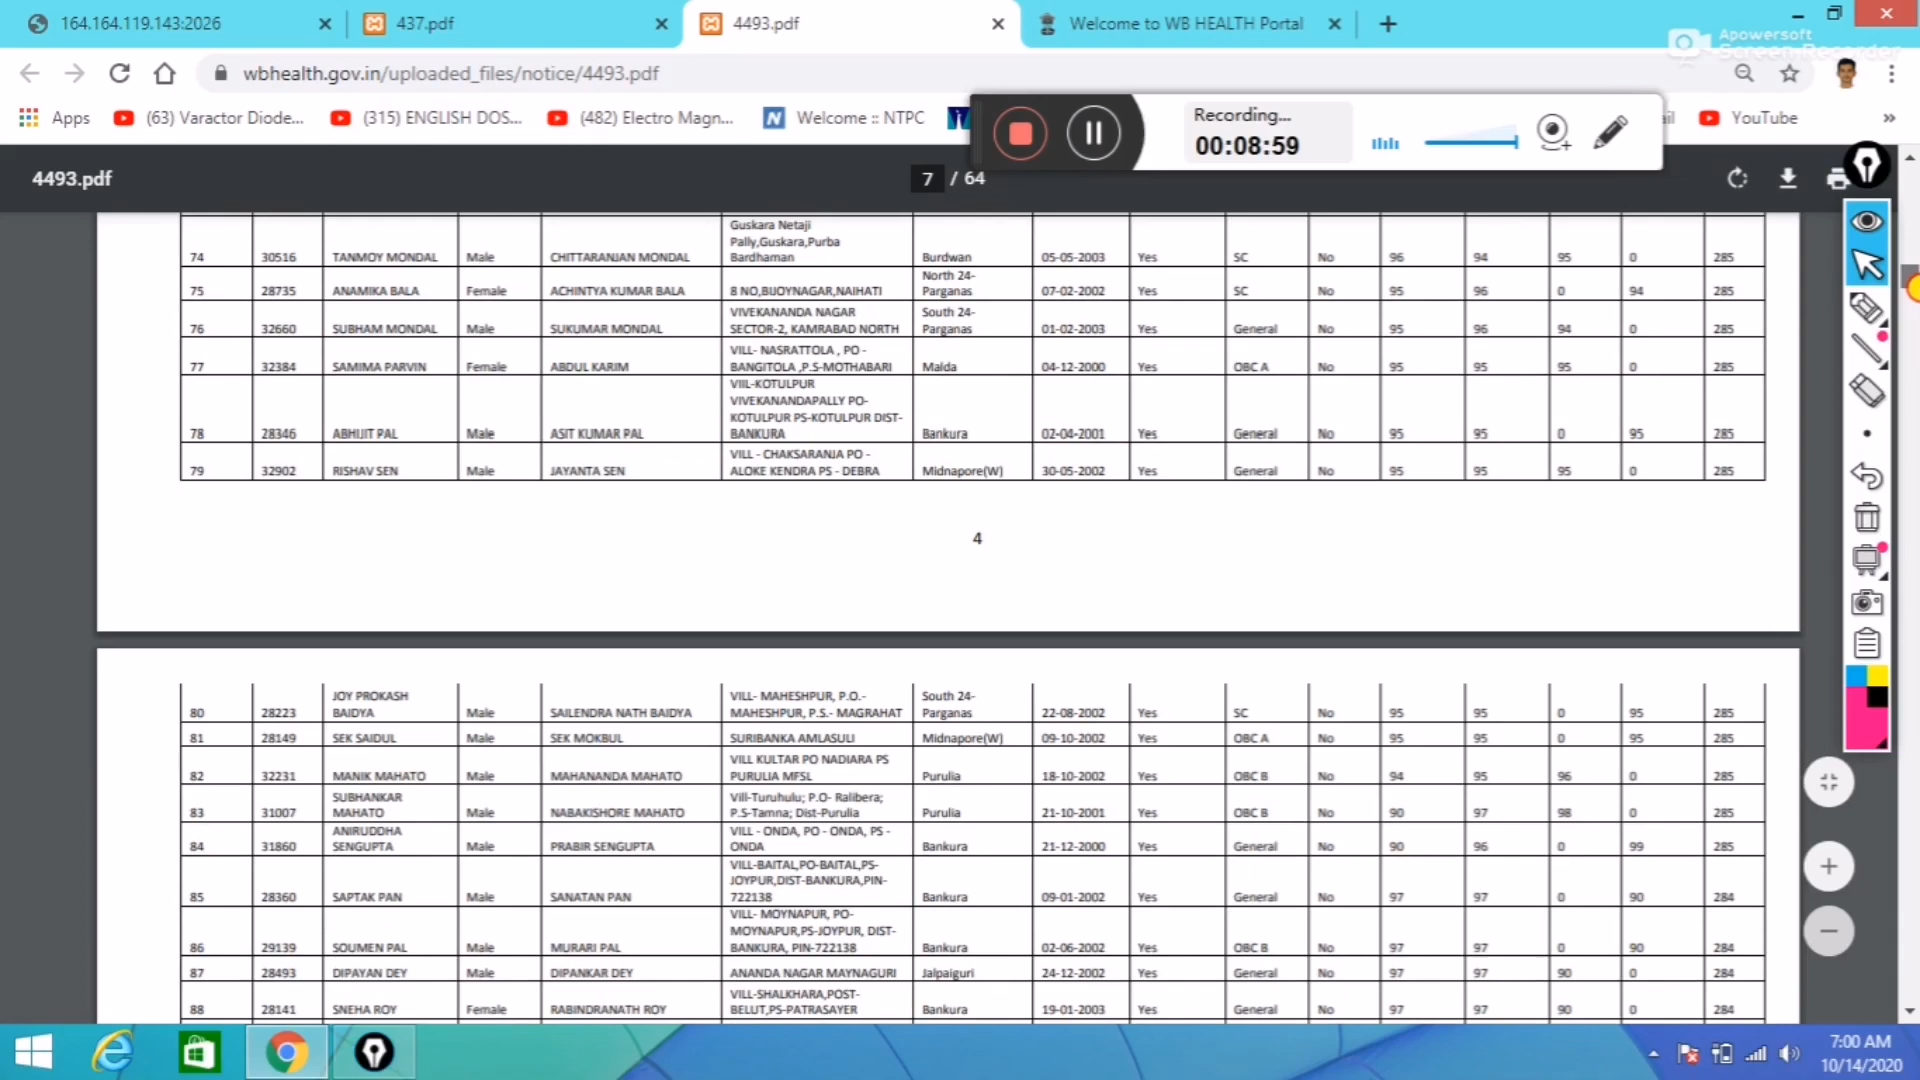 164.164.119.143:2026 437.pdf 4493.pdf Welcome to WB HEALTH Portal
Apowersoft
Screen Recorder
wbhealth.gov.in/uploaded_files/notice/4493.pdf
Apps (63) Varactor Diode... (315) ENGLISH DOS... (482) Electro Magn... Welcome :: NTPC ail YouTube »
Recording...
00:08:59
4493.pdf 7 / 64
Guskara Netaji
Pally,Guskara,Purba
74 30516 TANMOY MONDAL Male CHITTARANJAN MONDAL Bardhaman Burdwan 05-05-2003 Yes SC No 96 94 95 0 285
North 24-
75 28735 ANAMIKA BALA Female ACHINTYA KUMAR BALA 8 NO,BIJOYNAGAR,NAIHATI Parganas 07-02-2002 Yes SC No 95 96 0 94 285
VIVEKANANDA NAGAR South 24-
76 32660 SUBHAM MONDAL Male SUKUMAR MONDAL SECTOR-2, KAMRABAD NORTH Parganas 01-02-2003 Yes General No 95 96 94 0 285
VILL- NASRATTOLA , PO -
77 32384 SAMIMA PARVIN Female ABDUL KARIM BANGITOLA ,P.S-MOTHABARI Malda 04-12-2000 Yes OBC A No 95 95 95 0 285
VIIL-KOTULPUR
VIVEKANANDAPALLY PO-
KOTULPUR PS-KOTULPUR DIST-
78 28346 ABHIJIT PAL Male ASIT KUMAR PAL BANKURA Bankura 02-04-2001 Yes General No 95 95 0 95 285
VILL - CHAKSARANJA PO -
79 32902 RISHAV SEN Male JAYANTA SEN ALOKE KENDRA PS - DEBRA Midnapore(W) 30-05-2002 Yes General No 95 95 95 0 285
4
JOY PROKASH VILL- MAHESHPUR, P.O.- South 24-
80 28223 BAIDYA Male SAILENDRA NATH BAIDYA MAHESHPUR, P.S.- MAGRAHAT Parganas 22-08-2002 Yes SC No 95 95 0 95 285
81 28149 SEK SAIDUL Male SEK MOKBUL SURIBANKA AMLASULI Midnapore(W) 09-10-2002 Yes OBC A No 95 95 0 95 285
VILL KULTAR PO NADIARA PS
82 32231 MANIK MAHATO Male MAHANANDA MAHATO PURULIA MFSL Purulia 18-10-2002 Yes OBC B No 94 95 96 0 285
SUBHANKAR Vill-Turuhulu; P.O- Ralibera;
83 31007 MAHATO Male NABAKISHORE MAHATO P.S-Tamna; Dist-Purulia Purulia 21-10-2001 Yes OBC B No 90 97 98 0 285
ANIRUDDHA VILL - ONDA, PO - ONDA, PS -
84 31860 SENGUPTA Male PRABIR SENGUPTA ONDA Bankura 21-12-2000 Yes General No 90 96 0 99 285
VILL-BAITAL,PO-BAITAL,PS-
JOYPUR,DIST-BANKURA,PIN-
85 28360 SAPTAK PAN Male SANATAN PAN 722138 Bankura 09-01-2002 Yes General No 97 97 0 90 284
VILL- MOYNAPUR, PO-
MOYNAPUR,PS-JOYPUR, DIST-
86 29139 SOUMEN PAL Male MURARI PAL BANKURA, PIN-722138 Bankura 02-06-2002 Yes OBC B No 97 97 0 90 284
87 28493 DIPAYAN DEY Male DIPANKAR DEY ANANDA NAGAR MAYNAGURI Jalpaiguri 24-12-2002 Yes General No 97 97 90 0 284
VILL-SHALKHARA,POST-
88 28141 SNEHA ROY Female RABINDRANATH ROY BELUT,PS-PATRASAYER Bankura 19-01-2003 Yes General No 97 97 90 0 284
7:00 AM
10/14/2020